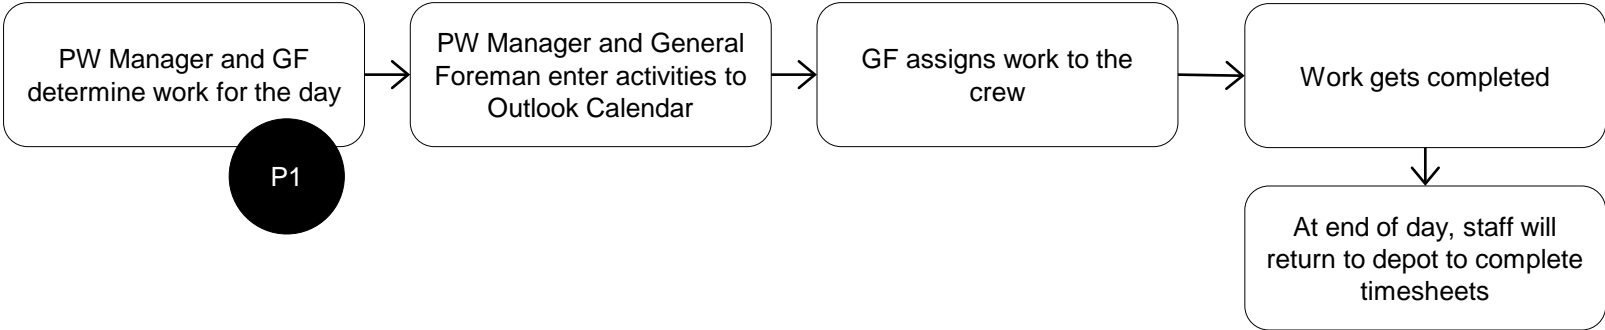 PW Manager and GF
determine work for the day
P1
PW Manager and General
Foreman enter activities to
Outlook Calendar
GF assigns work to the
crew
Work gets completed
At end of day, staff will
return to depot to complete
timesheets